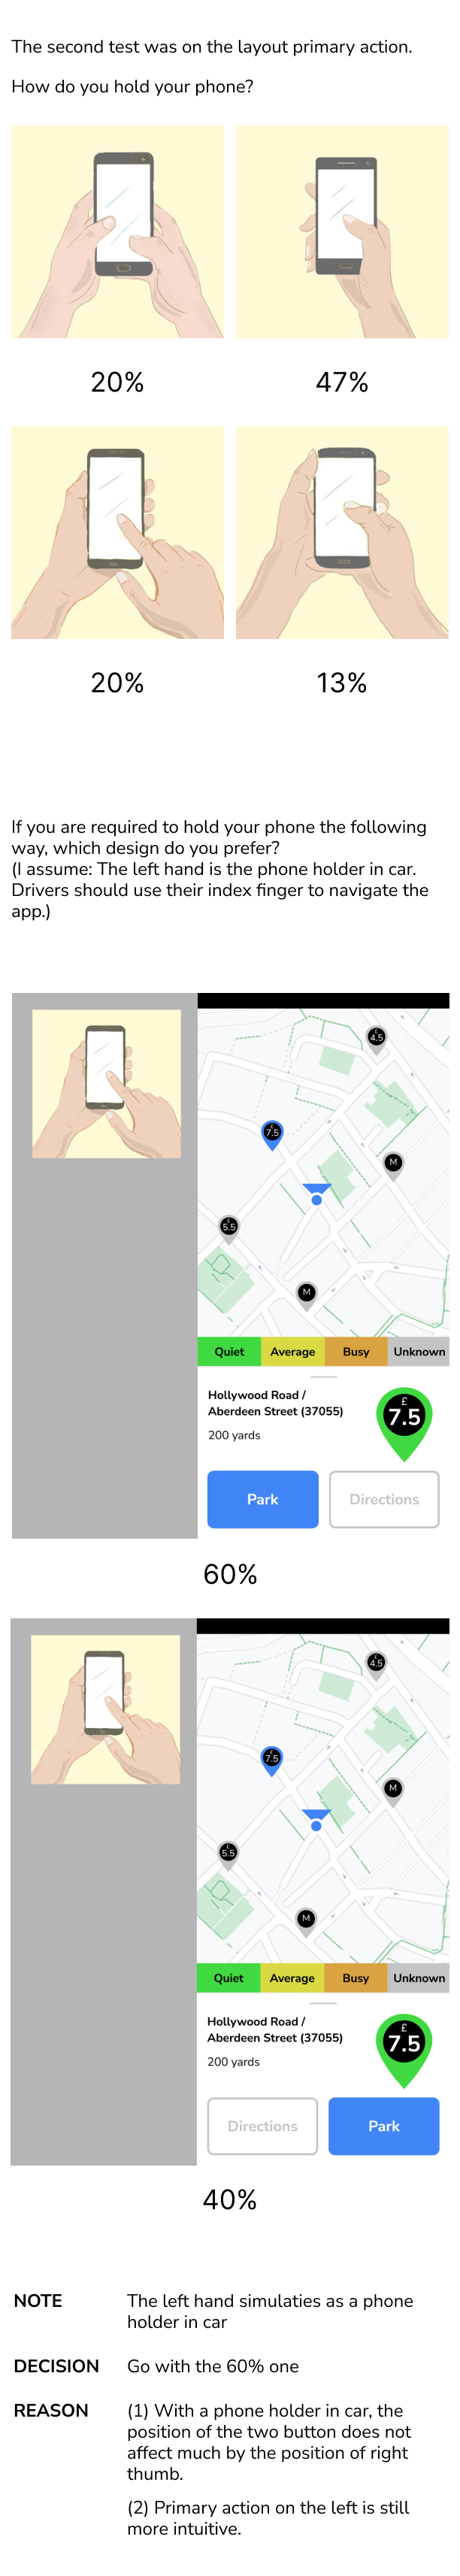 The second test was on the layout primary action.
How do you hold your phone?
20%
47%
20%
13%
If you are required to hold your phone the following
way, which design do you prefer?
(I assume: The left hand is the phone holder in car.
Drivers should use their index finger to navigate the
app.)
4.5
£
7.5
M
5.5
M
Quiet Average Busy Unknown
Hollywood Road /
Aberdeen Street (37055)
200 yards
£
7.5
Park Directions
60%
4.5
£
7.5
M
5.5
M
Quiet Average Busy Unknown
Hollywood Road /
Aberdeen Street (37055)
200 yards
£
7.5
Directions Park
40%
NOTE The left hand simulaties as a phone
holder in car
DECISION Go with the 60% one
REASON (1) With a phone holder in car, the
position of the two button does not
affect much by the position of right
thumb.
(2) Primary action on the left is still
more intuitive.